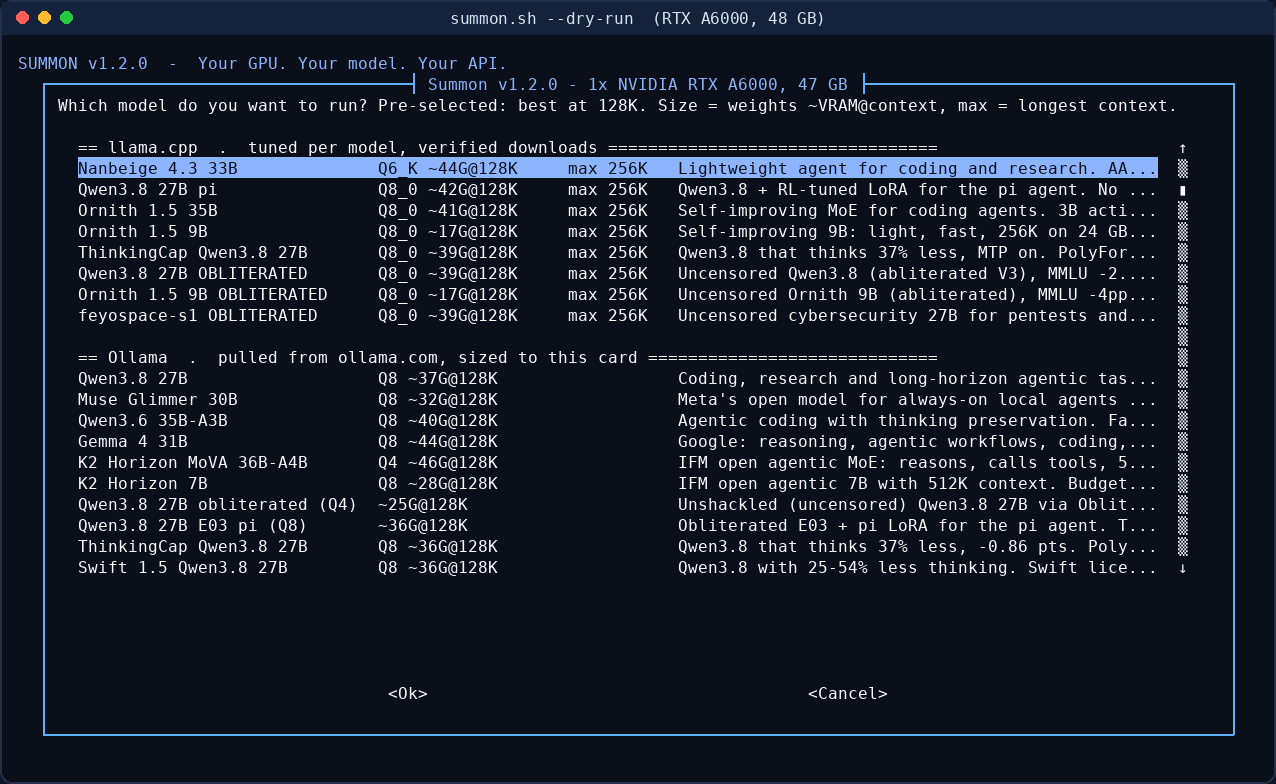 summon.sh --dry-run  (RTX A6000, 48 GB)
SUMMON v1.2.0  -  Your GPU. Your model. Your API.
Summon v1.2.0 - 1x NVIDIA RTX A6000, 47 GB
Which model do you want to run? Pre-selected: best at 128K. Size = weights ~VRAM@context, max = longest context.
== llama.cpp  .  tuned per model, verified downloads ================================= ↑
Nanbeige 4.3 33B              Q6_K ~44G@128K     max 256K   Lightweight agent for coding and research. AA...
Qwen3.8 27B pi                Q8_0 ~42G@128K     max 256K   Qwen3.8 + RL-tuned LoRA for the pi agent. No ...
Ornith 1.5 35B                Q8_0 ~41G@128K     max 256K   Self-improving MoE for coding agents. 3B acti...
Ornith 1.5 9B                 Q8_0 ~17G@128K     max 256K   Self-improving 9B: light, fast, 256K on 24 GB...
ThinkingCap Qwen3.8 27B       Q8_0 ~39G@128K     max 256K   Qwen3.8 that thinks 37% less, MTP on. PolyFor...
Qwen3.8 27B OBLITERATED       Q8_0 ~39G@128K     max 256K   Uncensored Qwen3.8 (abliterated V3), MMLU -2....
Ornith 1.5 9B OBLITERATED     Q8_0 ~17G@128K     max 256K   Uncensored Ornith 9B (abliterated), MMLU -4pp...
feyospace-s1 OBLITERATED      Q8_0 ~39G@128K     max 256K   Uncensored cybersecurity 27B for pentests and...
== Ollama  .  pulled from ollama.com, sized to this card =============================
Qwen3.8 27B                   Q8 ~37G@128K                  Coding, research and long-horizon agentic tas...
Muse Glimmer 30B              Q8 ~32G@128K                  Meta's open model for always-on local agents ...
Qwen3.6 35B-A3B               Q8 ~40G@128K                  Agentic coding with thinking preservation. Fa...
Gemma 4 31B                   Q8 ~44G@128K                  Google: reasoning, agentic workflows, coding,...
K2 Horizon MoVA 36B-A4B       Q4 ~46G@128K                  IFM open agentic MoE: reasons, calls tools, 5...
K2 Horizon 7B                 Q8 ~28G@128K                  IFM open agentic 7B with 512K context. Budget...
Qwen3.8 27B obliterated (Q4)  ~25G@128K                     Unshackled (uncensored) Qwen3.8 27B via Oblit...
Qwen3.8 27B E03 pi (Q8)       ~36G@128K                     Obliterated E03 + pi LoRA for the pi agent. T...
ThinkingCap Qwen3.8 27B       Q8 ~36G@128K                  Qwen3.8 that thinks 37% less, -0.86 pts. Poly...
Swift 1.5 Qwen3.8 27B         Q8 ~36G@128K                  Qwen3.8 with 25-54% less thinking. Swift lice... ↓
<Ok>                                      <Cancel>